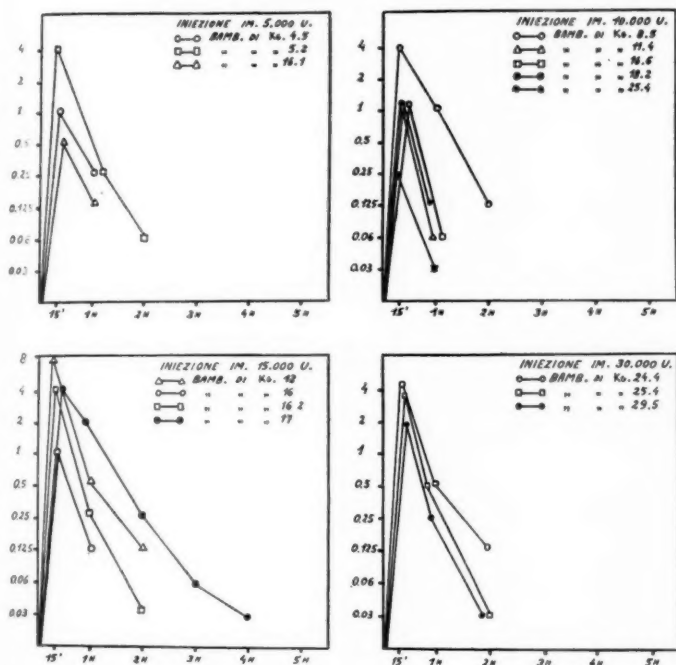 INIEZIONE IM. 5.000 U.
BAMB. DI KG. 4.5
" " " 5.2
" " " 16.1
4
2
1
0.5
0.25
0.125
0.06
0.03
15' 1H 2H 3H 4H 5H
INIEZIONE IM. 10.000 U.
BAMB. DI KG. 8.5
" " " 11.4
" " " 16.6
" " " 18.2
" " " 25.4
4
2
1
0.5
0.25
0.125
0.06
0.03
15' 1H 2H 3H 4H 5H
INIEZIONE IM. 15.000 U.
BAMB. DI KG. 12
" " " 16
" " " 16.2
" " " 17
8
4
2
1
0.5
0.25
0.125
0.06
0.03
15' 1H 2H 3H 4H 5H
INIEZIONE IM. 30.000 U.
BAMB. DI KG. 24.4
" " " 25.4
" " " 29.5
4
2
1
0.5
0.25
0.125
0.06
0.03
15' 1H 2H 3H 4H 5H